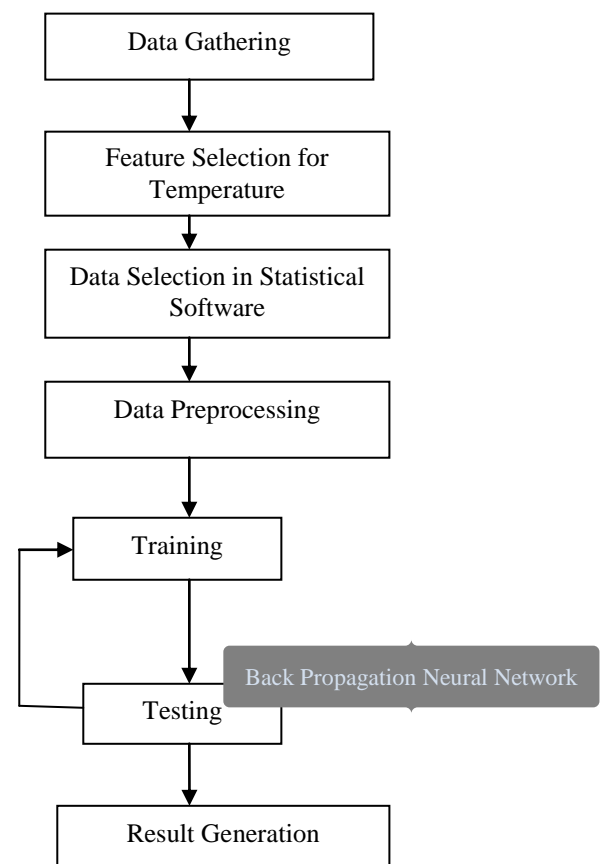 Data Gathering
Feature Selection for
Temperature
Data Selection in Statistical
Software
Data Preprocessing
Training
Back Propagation Neural Network
Testing
Result Generation